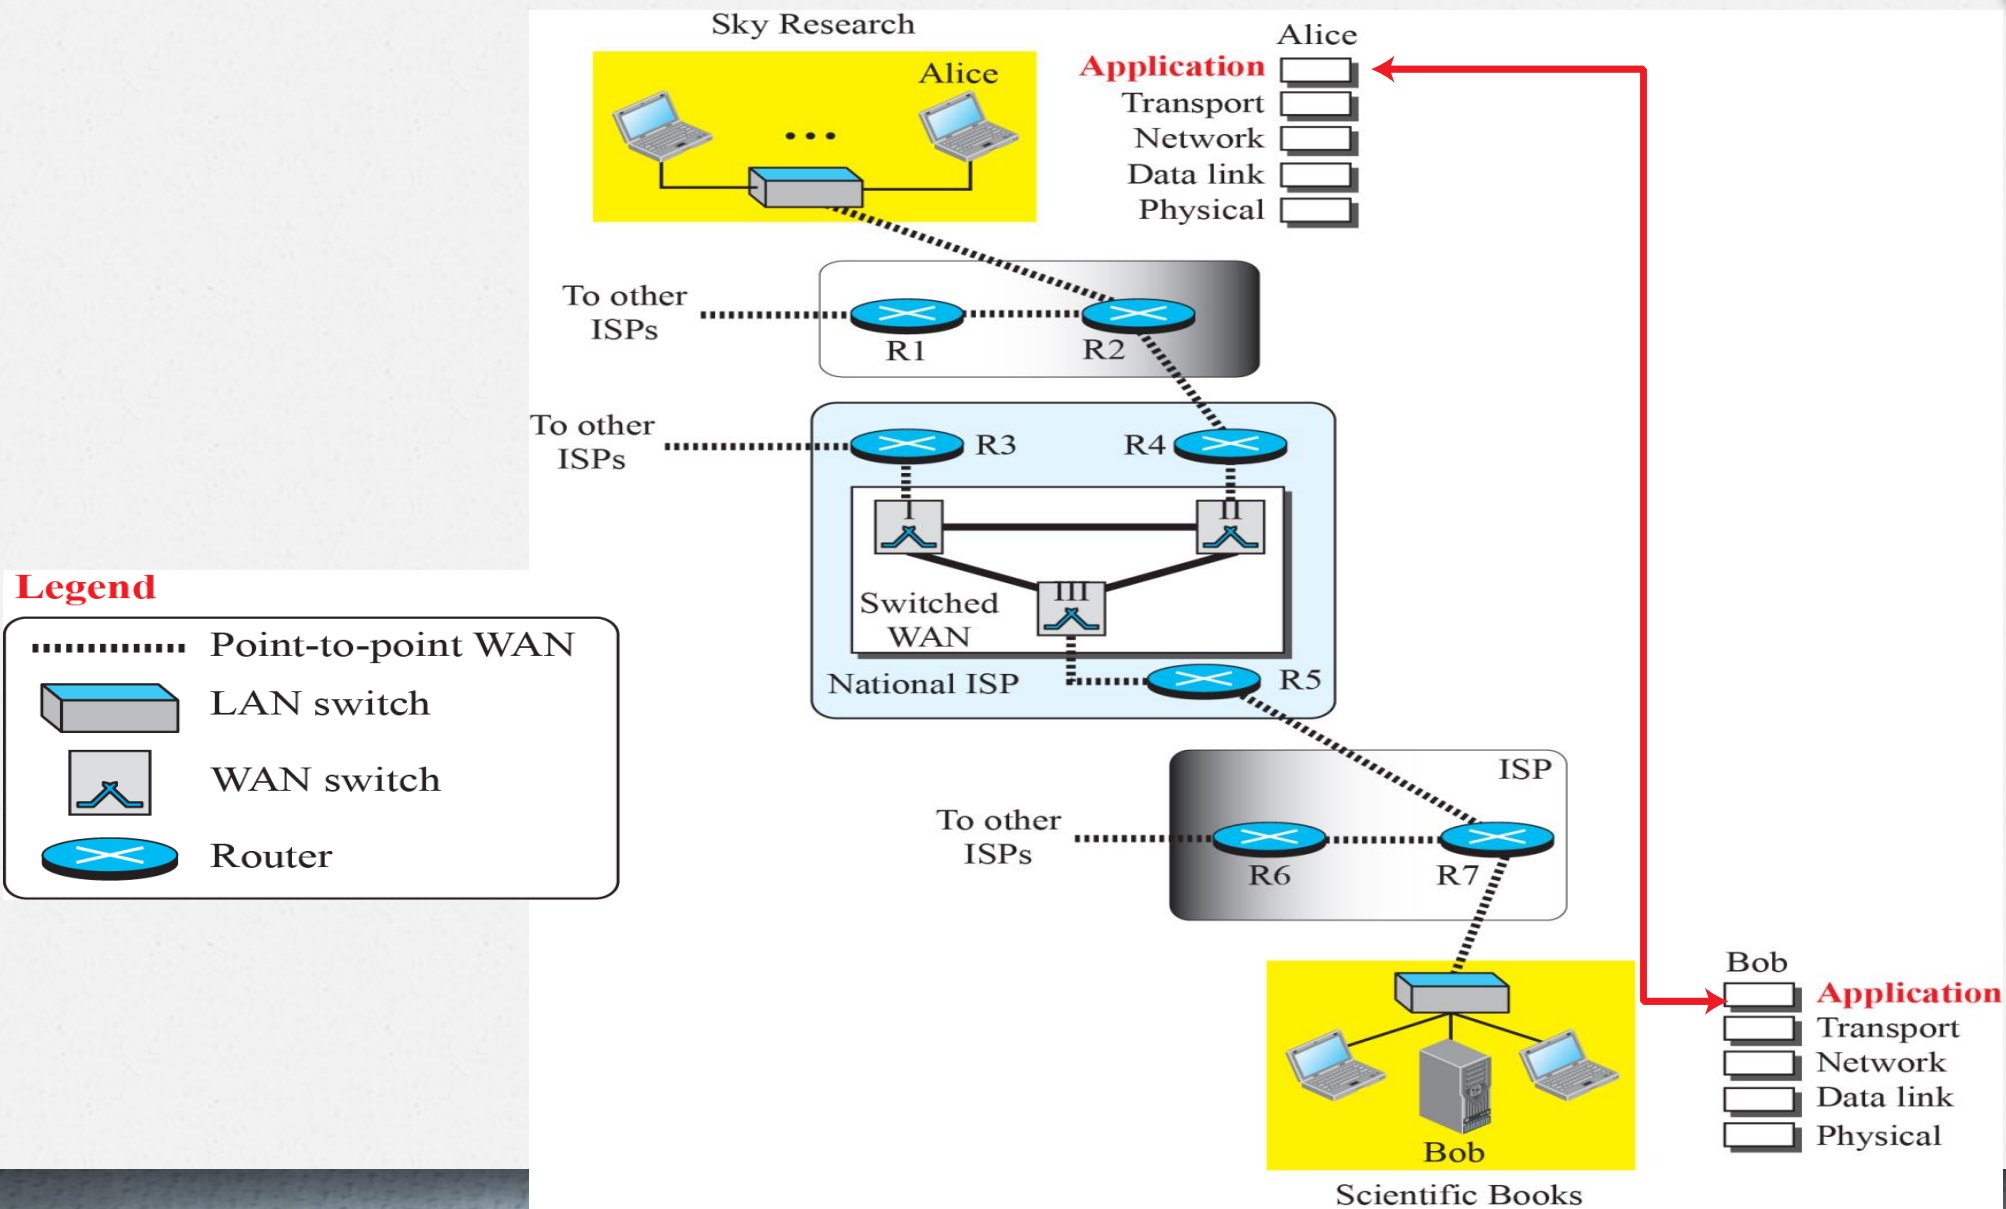 Sky Research
Alice
Alice
Application
Transport
Network
Data link
Physical
To other
ISPs
R1
R2
To other
ISPs
R3
R4
I
II
III
Switched
WAN
National ISP
R5
Legend
Point-to-point WAN
LAN switch
WAN switch
Router
ISP
To other
ISPs
R6
R7
Bob
Application
Transport
Network
Data link
Physical
Bob
Scientific Books